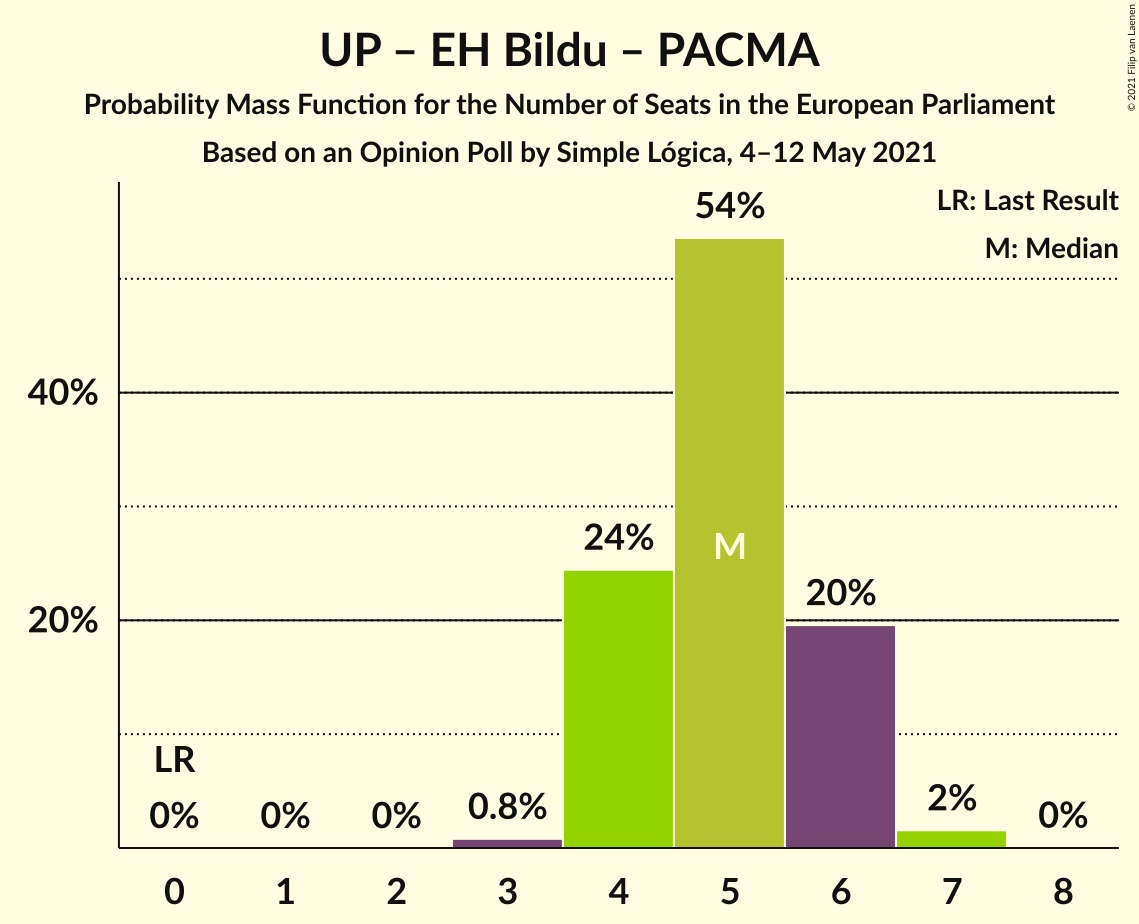 UP – EH Bildu – PACMA
Probability Mass Function for the Number of Seats in the European Parliament
Based on an Opinion Poll by Simple Lógica, 4–12 May 2021
© 2021 Filip van Laenen
LR: Last Result
M: Median
54%
40%
24%
M
20%
20%
LR
0%
0%
0%
0.8%
2%
0%
0
1
2
3
4
5
6
7
8